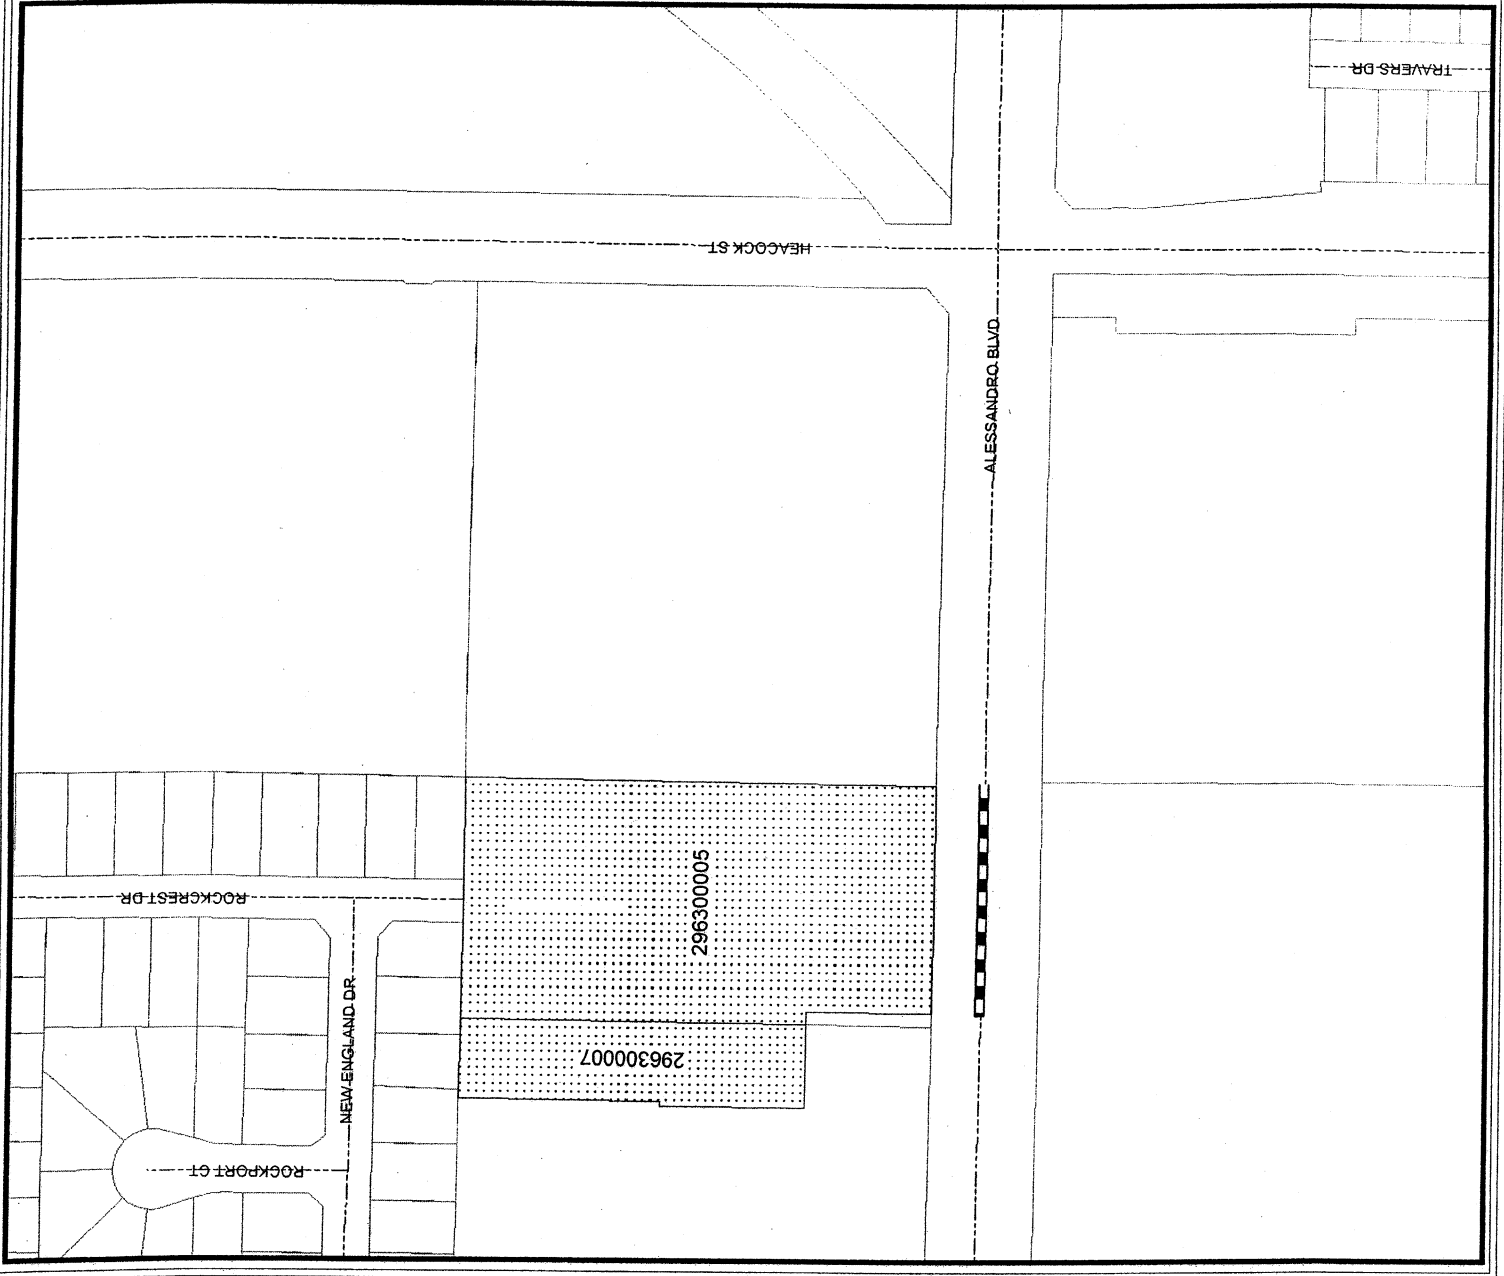 TRAVERS DR
HEACOCK ST
ALESSANDRO BLVD
296300005
ROCKCREST DR
NEW ENGLAND DR
296300007
ROCKPORT CT